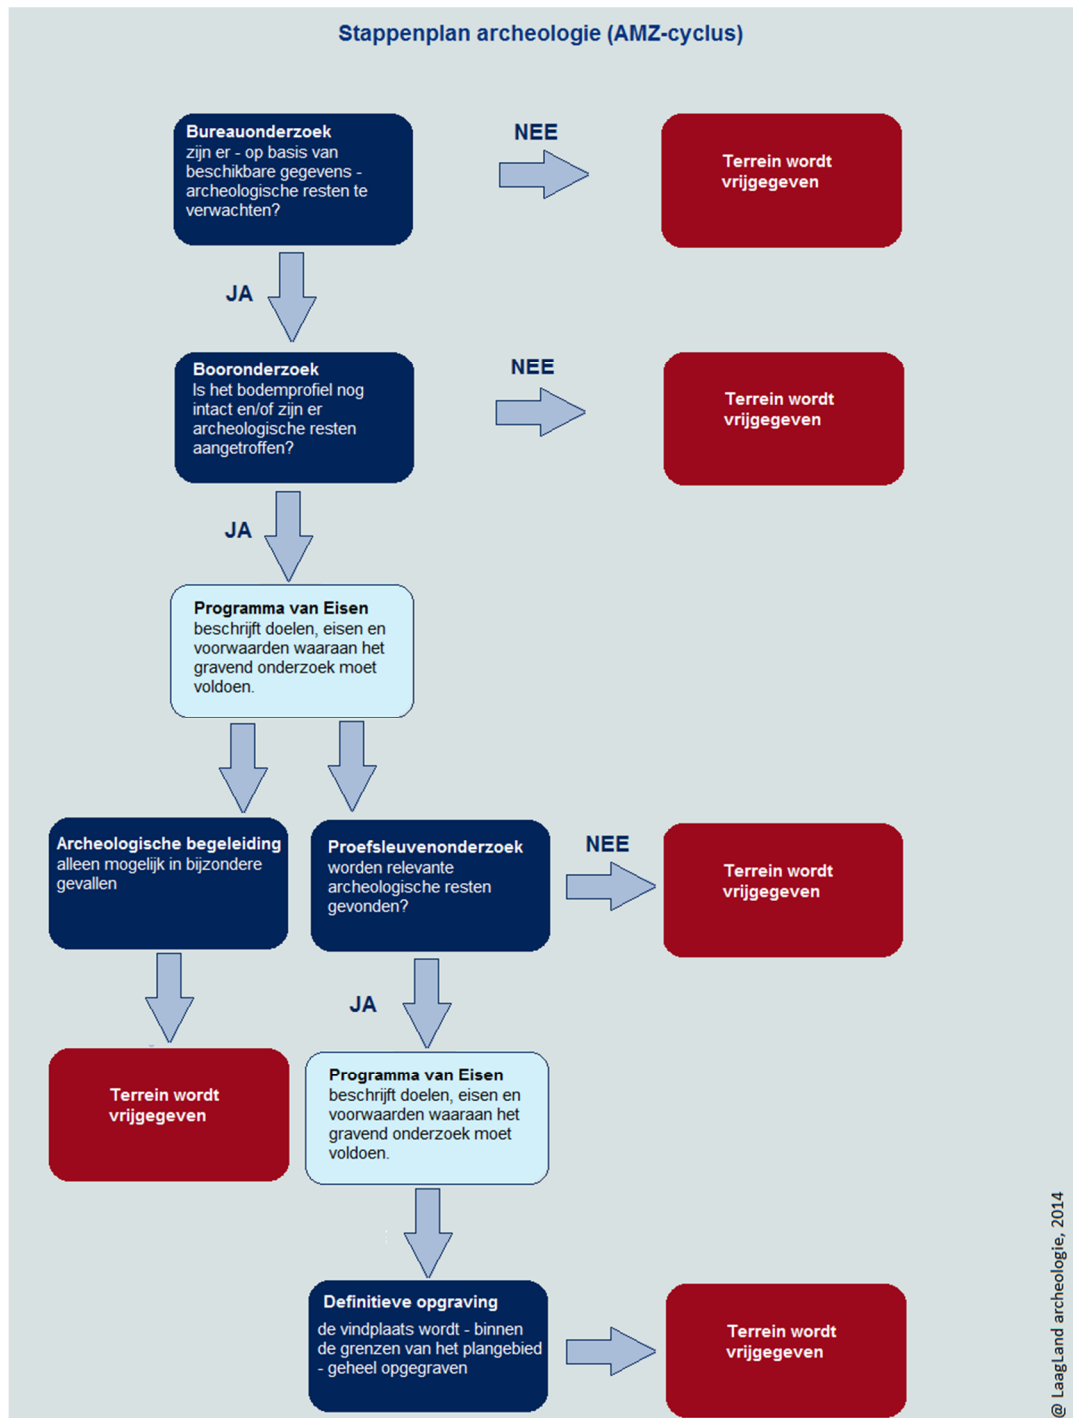 Stappenplan archeologie (AMZ-cyclus)
Bureauonderzoek
zijn er - op basis van
beschikbare gegevens -
archeologische resten te
verwachten?
NEE
Terrein wordt
vrijgegeven
JA
Booronderzoek
Is het bodemprofiel nog
intact en/of zijn er
archeologische resten
aangetroffen?
NEE
Terrein wordt
vrijgegeven
JA
Programma van Eisen
beschrijft doelen, eisen en
voorwaarden waaraan het
gravend onderzoek moet
voldoen.
Archeologische begeleiding
alleen mogelijk in bijzondere
gevallen
Proefsleuvenonderzoek
worden relevante
archeologische resten
gevonden?
NEE
Terrein wordt
vrijgegeven
JA
Terrein wordt
vrijgegeven
Programma van Eisen
beschrijft doelen, eisen en
voorwaarden waaraan het
gravend onderzoek moet
voldoen.
Definitieve opgraving
de vindplaats wordt - binnen
de grenzen van het plangebied
- geheel opgegraven
Terrein wordt
vrijgegeven
@ LaagLand archeologie, 2014